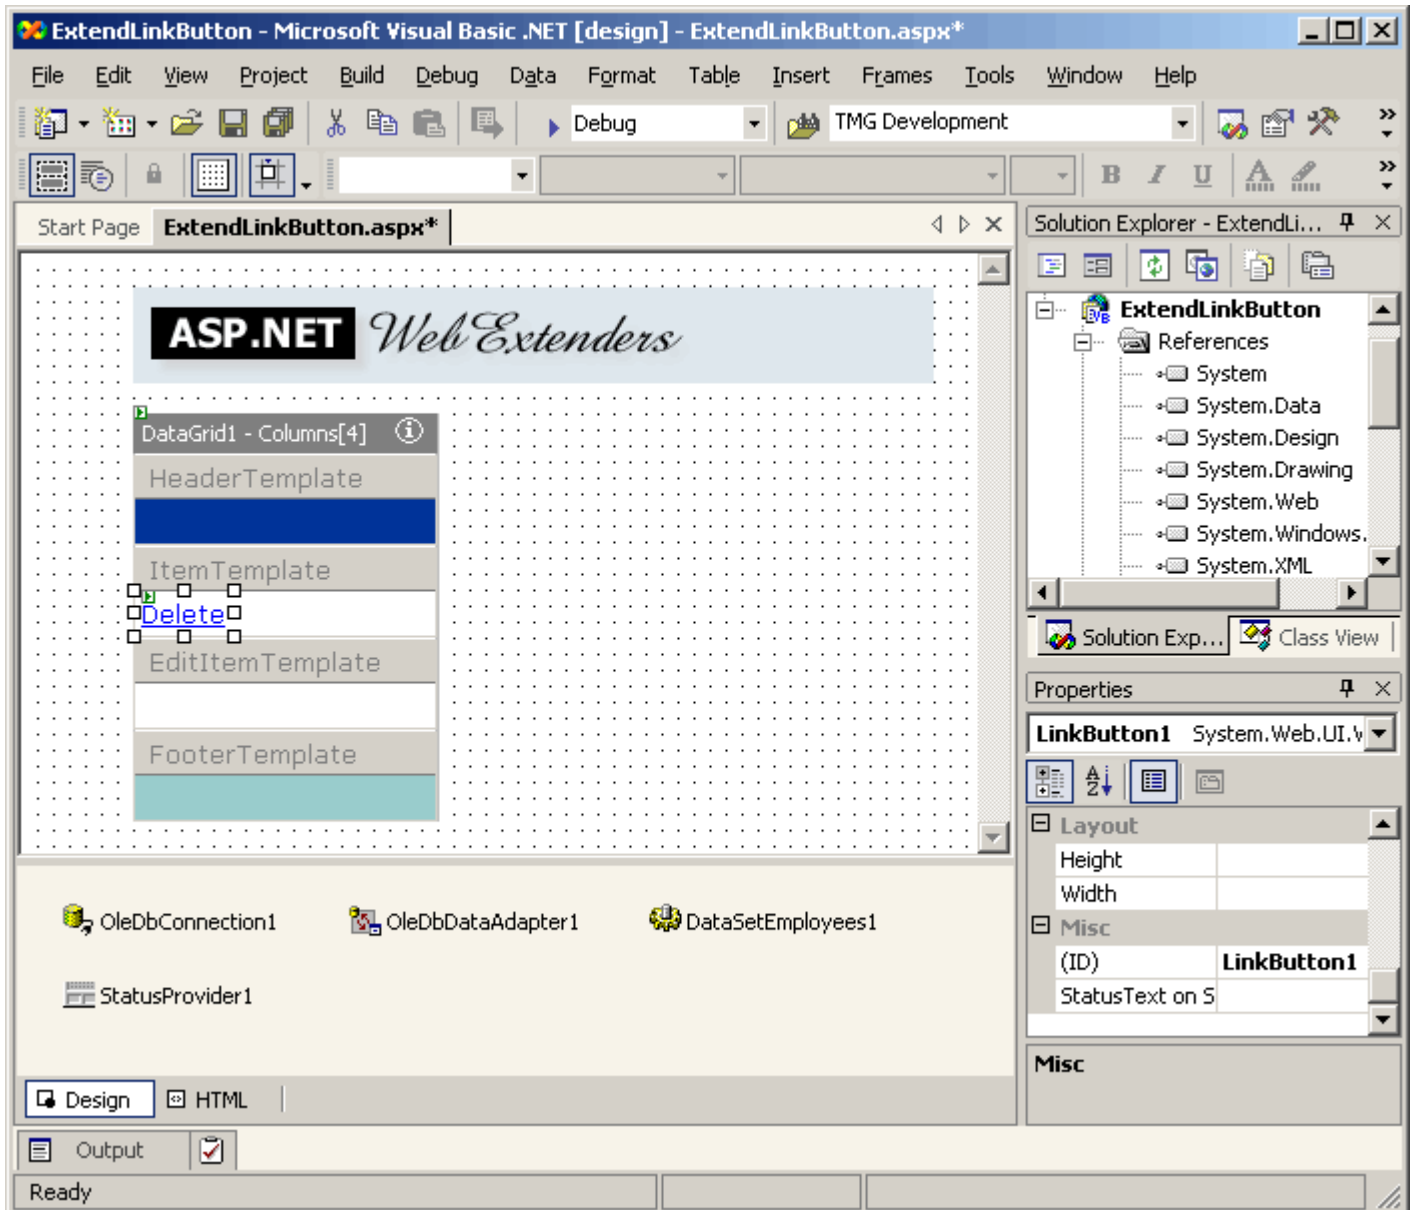 ExtendLinkButton - Microsoft Visual Basic .NET [design] - ExtendLinkButton.aspx*
File Edit View Project Build Debug Data Format Table Insert Frames Tools Window Help
Debug TMG Development
B I U A
Start Page ExtendLinkButton.aspx*
Solution Explorer - ExtendLi...
ASP.NET WebExtenders
ExtendLinkButton
References
System
System.Data
System.Design
System.Drawing
System.Web
System.Windows.
System.XML
DataGrid1 - Columns[4]
HeaderTemplate
ItemTemplate
Delete
EditItemTemplate
FooterTemplate
Solution Exp... Class View
Properties
LinkButton1 System.Web.UI.
Layout
Height
Width
Misc
(ID) LinkButton1
StatusText on S
Misc
OleDbConnection1 OleDbDataAdapter1 DataSetEmployees1
StatusProvider1
Design HTML
Output
Ready